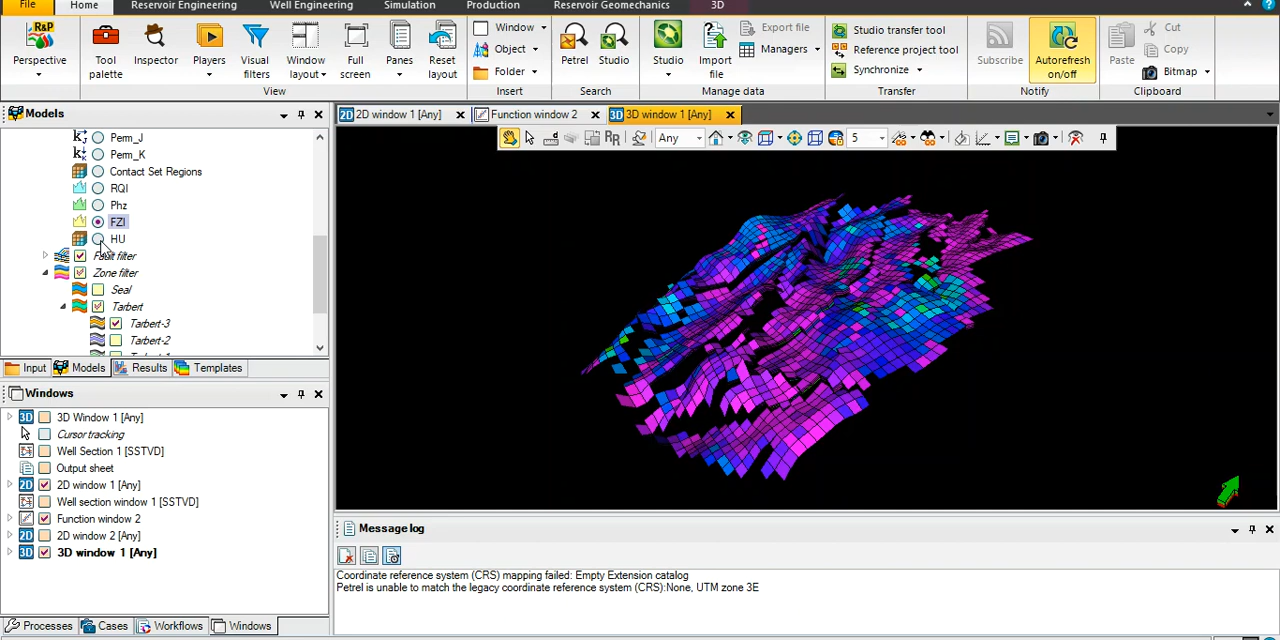 File Home Reservoir Engineering Well Engineering Simulation Production Reservoir Geomechanics 3D
R&P
Perspective
Tool palette
Inspector
Players
Visual filters
Window layout
Full screen
Panes
Reset layout
View
Window
Object
Folder
Insert
Petrel
Studio
Search
Studio
Import file
Export file
Managers
Manage data
Studio transfer tool
Reference project tool
Synchronize
Transfer
Subscribe
Autorefresh on/off
Notify
Paste
Cut
Copy
Bitmap
Clipboard
Models
Perm_J
Perm_K
Contact Set Regions
RQI
Phz
FZI
HU
Fault filter
Zone filter
Seal
Tarbert
Tarbert-3
Tarbert-2
Input Models Results Templates
Windows
3D Window 1 [Any]
Cursor tracking
Well Section 1 [SSTVD]
Output sheet
2D window 1 [Any]
Well section window 1 [SSTVD]
Function window 2
2D window 2 [Any]
3D window 1 [Any]
Processes Cases Workflows Windows
2D 2D window 1 [Any] Function window 2 3D 3D window 1 [Any]
Any 5
Message log
Coordinate reference system (CRS) mapping failed: Empty Extension catalog
Petrel is unable to match the legacy coordinate reference system (CRS):None, UTM zone 3E